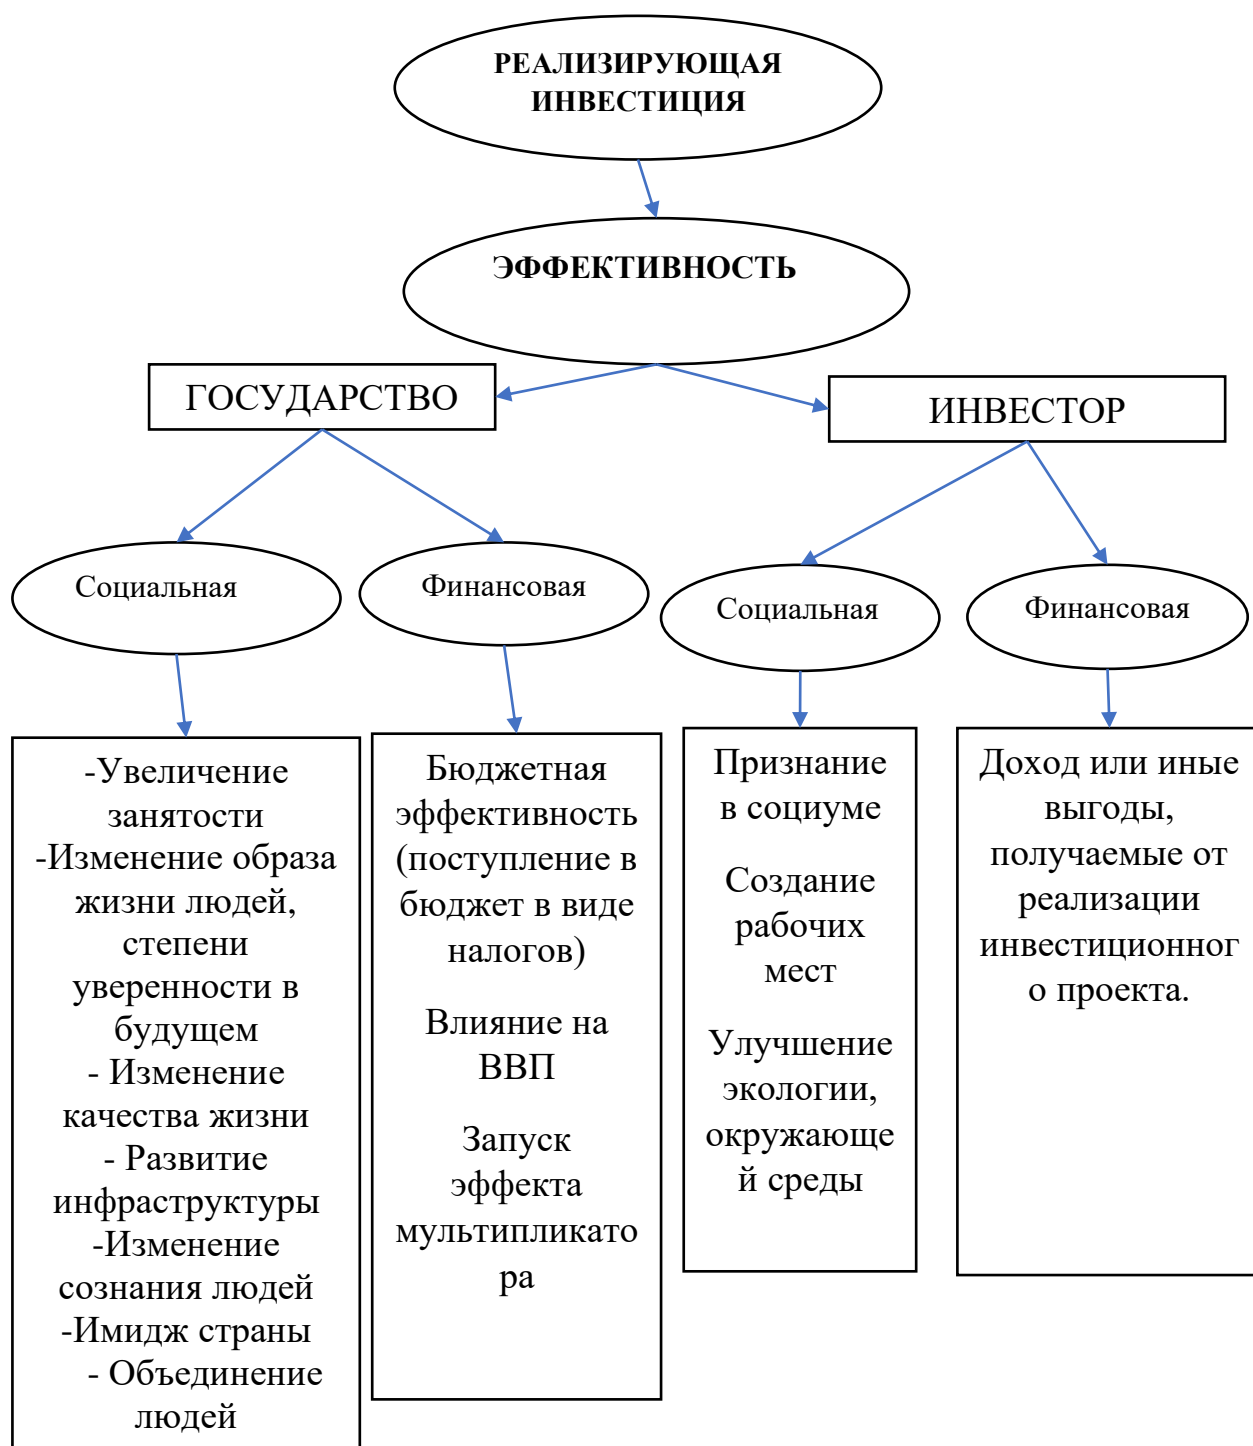 РЕАЛИЗИРУЮЩАЯ
ИНВЕСТИЦИЯ
ЭФФЕКТИВНОСТЬ
ГОСУДАРСТВО
ИНВЕСТОР
Социальная
Финансовая
Социальная
Финансовая
-Увеличение
занятости
-Изменение образа
жизни людей,
степени
уверенности в
будущем
- Изменение
качества жизни
- Развитие
инфраструктуры
-Изменение
сознания людей
-Имидж страны
- Объединение
людей
Бюджетная
эффективность
(поступление в
бюджет в виде
налогов)
Влияние на
ВВП
Запуск
эффекта
мультипликато
ра
Признание
в социуме
Создание
рабочих
мест
Улучшение
экологии,
окружающе
й среды
Доход или иные
выгоды,
получаемые от
реализации
инвестиционног
о проекта.